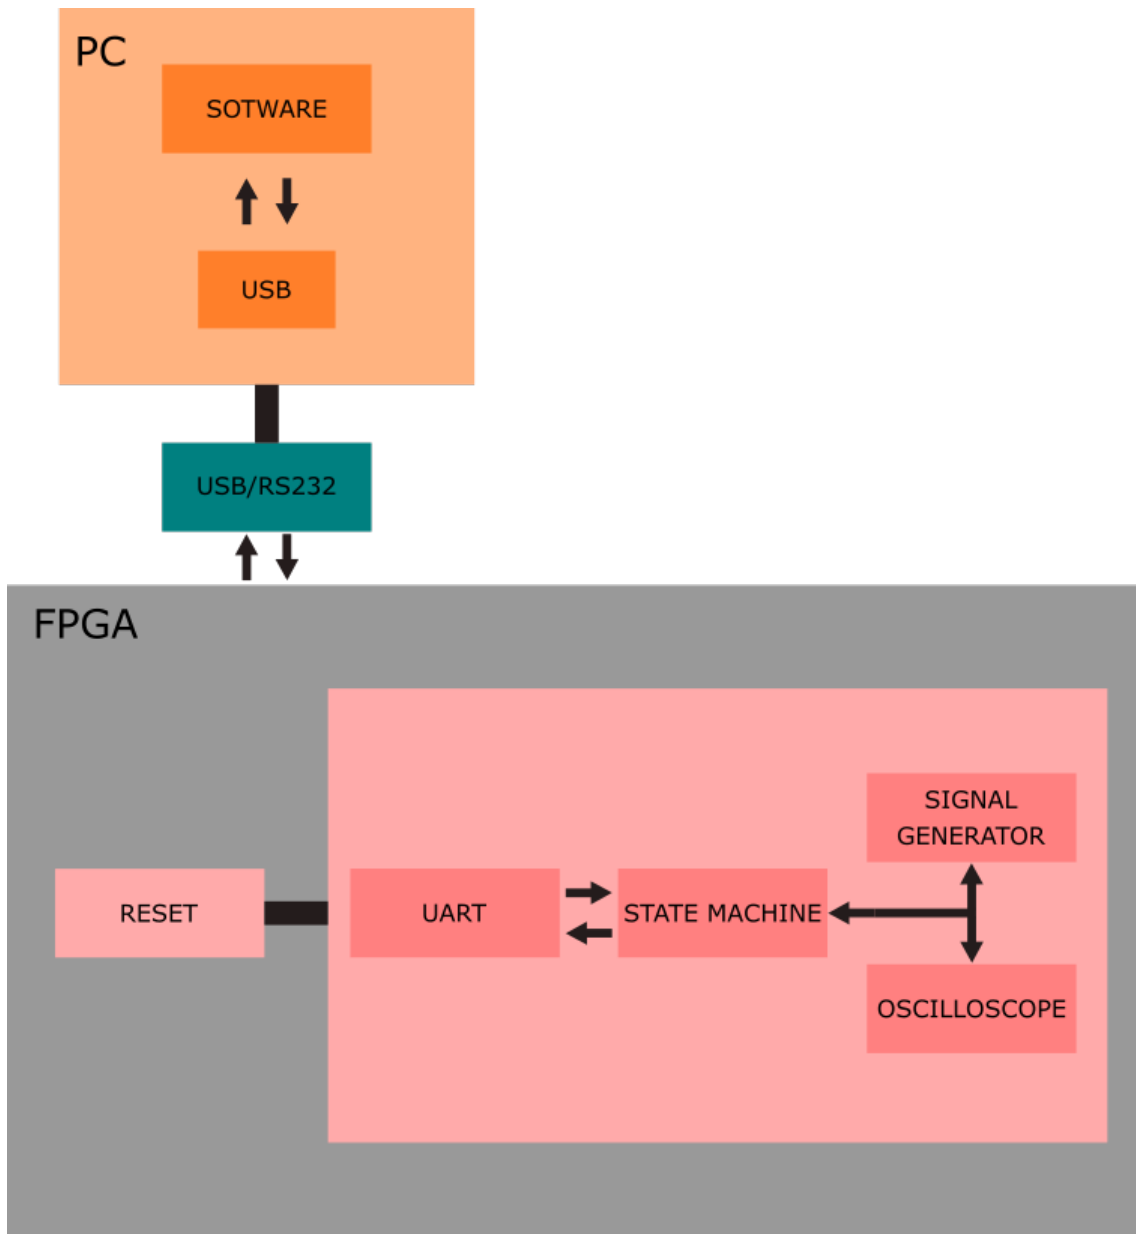 PC
SOTWARE
USB
USB/RS232
FPGA
SIGNAL
GENERATOR
RESET
UART
STATE MACHINE
OSCILLOSCOPE